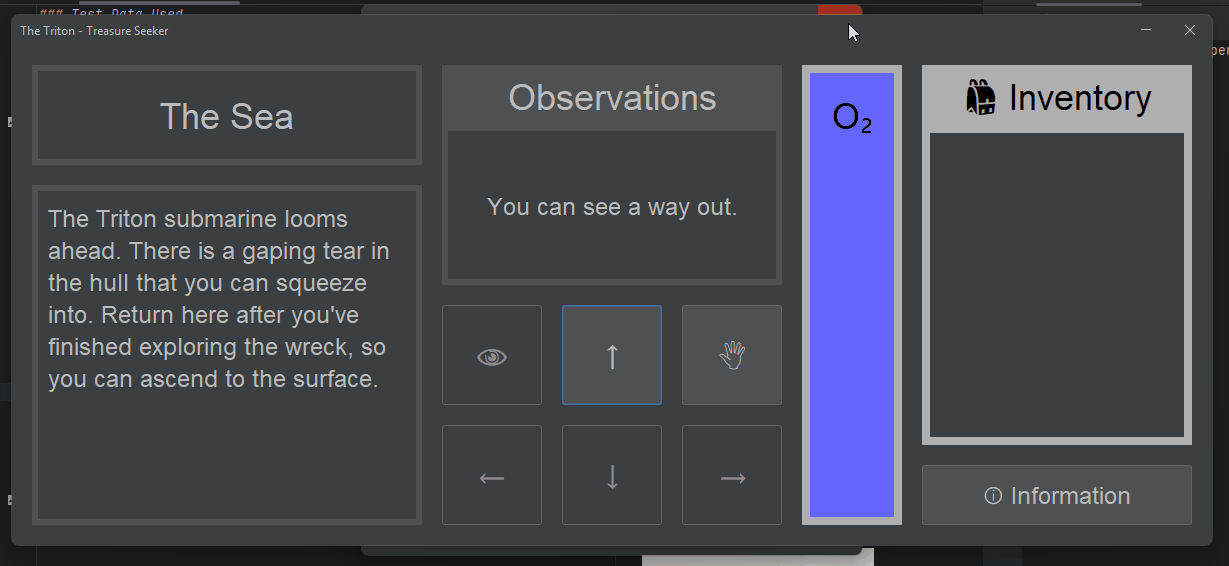 ### Test Data Used
The Triton - Treasure Seeker
The Sea
The Triton submarine looms
ahead. There is a gaping tear in
the hull that you can squeeze
into. Return here after you've
finished exploring the wreck, so
you can ascend to the surface.
Observations
You can see a way out.
↑
← ↓ →
O₂
Inventory
Information